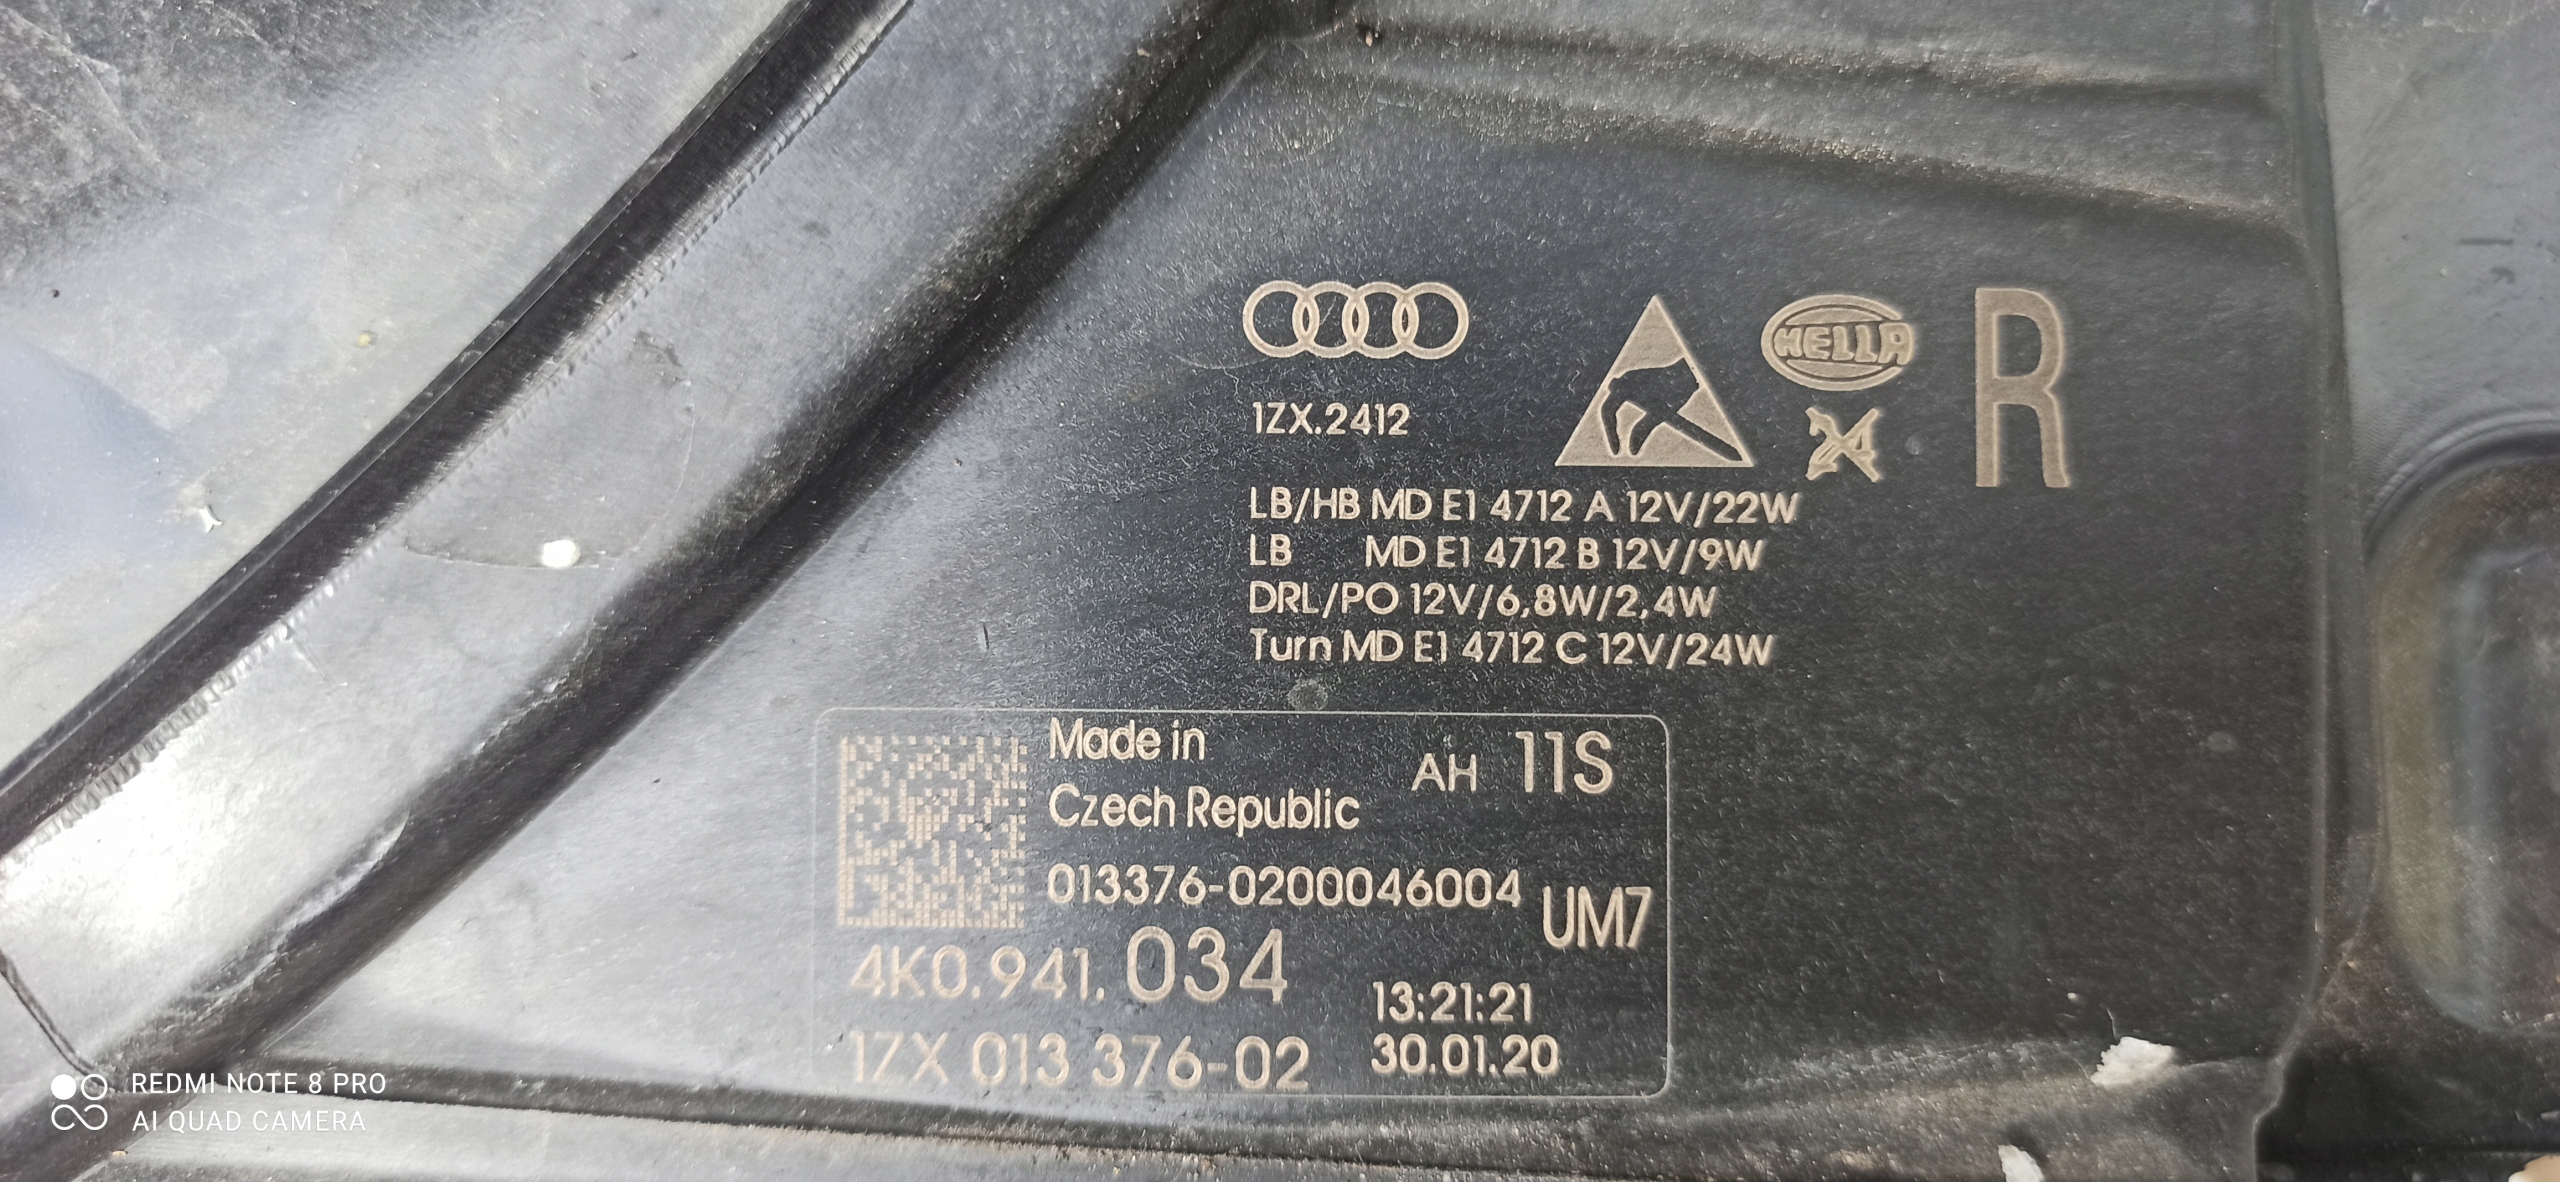 HELLA
R
1ZX.2412
24
LB/HB MD E1 4712 A 12V/22W
LB MD E1 4712 B 12V/9W
DRL/PO 12V/6,8W/2,4W
Turn MD E1 4712 C 12V/24W
Made in
Czech Republic
AH 11S
013376-0200046004
UM7
4K0.941.034
13:21:21
1ZX 013 376-02
30.01.20
REDMI NOTE 8 PRO
AI QUAD CAMERA